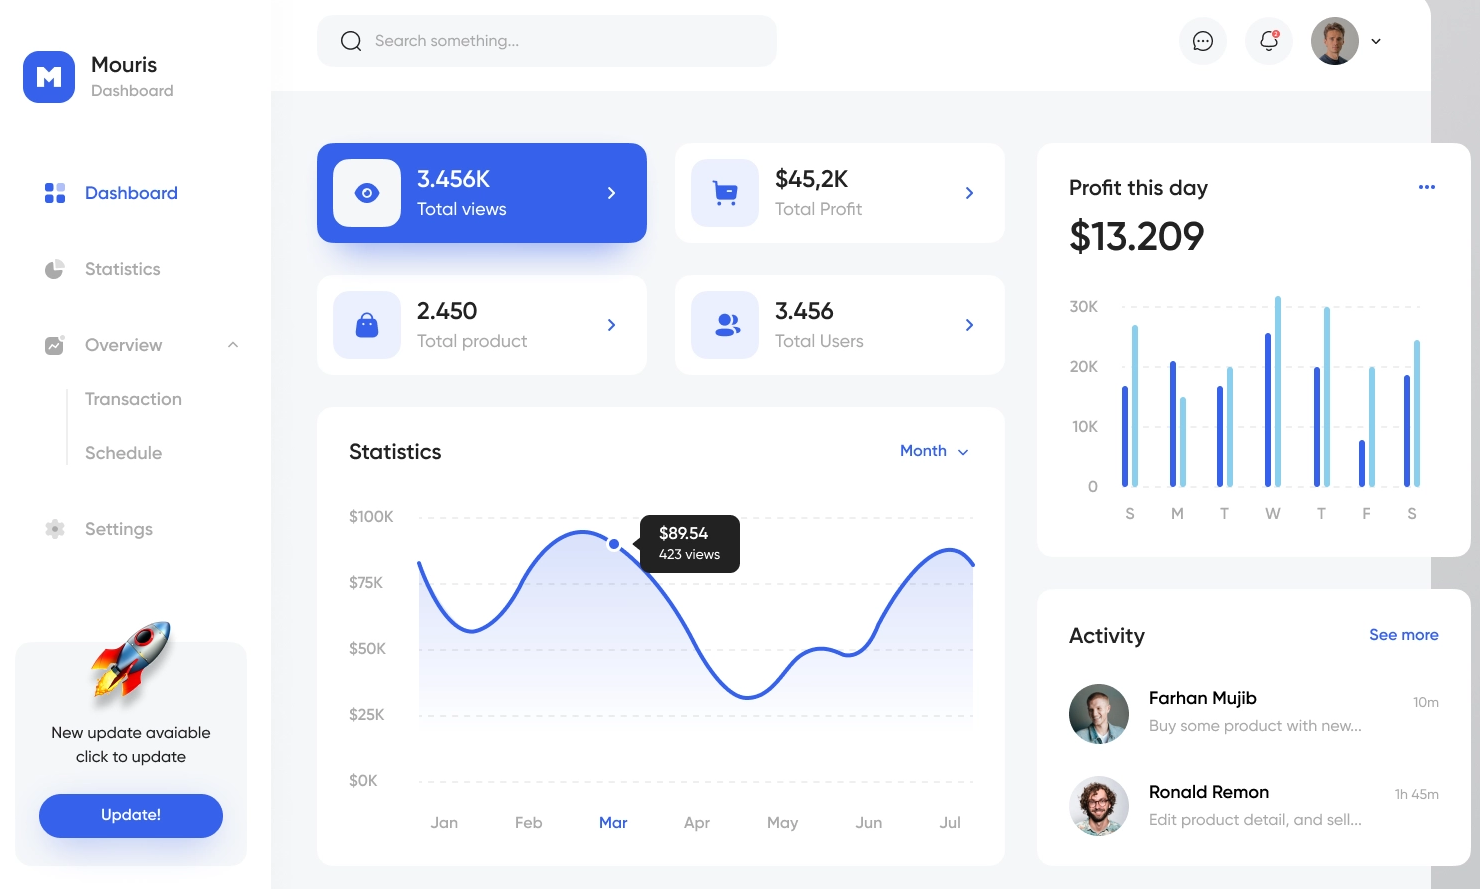 Mouris
Dashboard
Search something...
2
Dashboard
Statistics
Overview
Transaction
Schedule
Settings
New update avaiable
click to update
Update!
3.456K
Total views
$45,2K
Total Profit
2.450
Total product
3.456
Total Users
Statistics
Month
$100K
$75K
$50K
$25K
$0K
$89.54
423 views
Jan Feb Mar Apr May Jun Jul
Profit this day
$13.209
30K
20K
10K
0
S M T W T F S
Activity
See more
Farhan Mujib
10m
Buy some product with new...
Ronald Remon
1h 45m
Edit product detail, and sell...